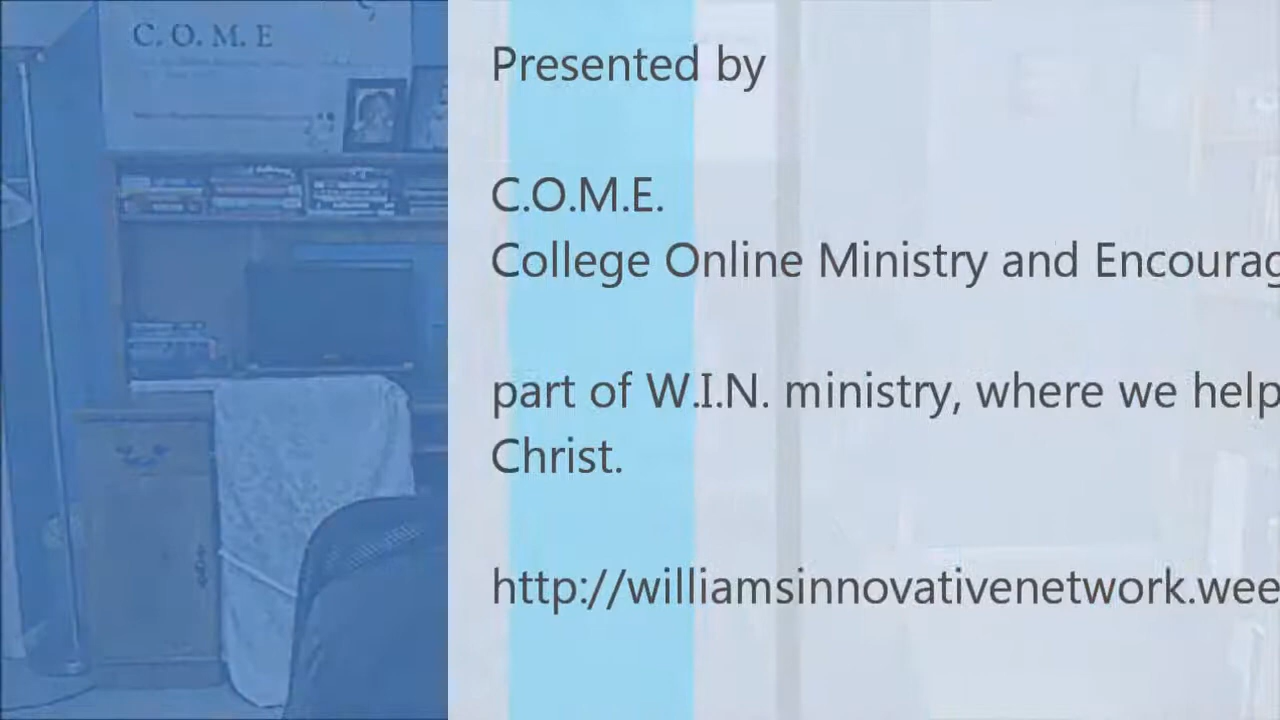 C. O. M. E
Presented by
C.O.M.E.
College Online Ministry and Encourag
part of W.I.N. ministry, where we help
Christ.
http://williamsinnovativenetwork.wee